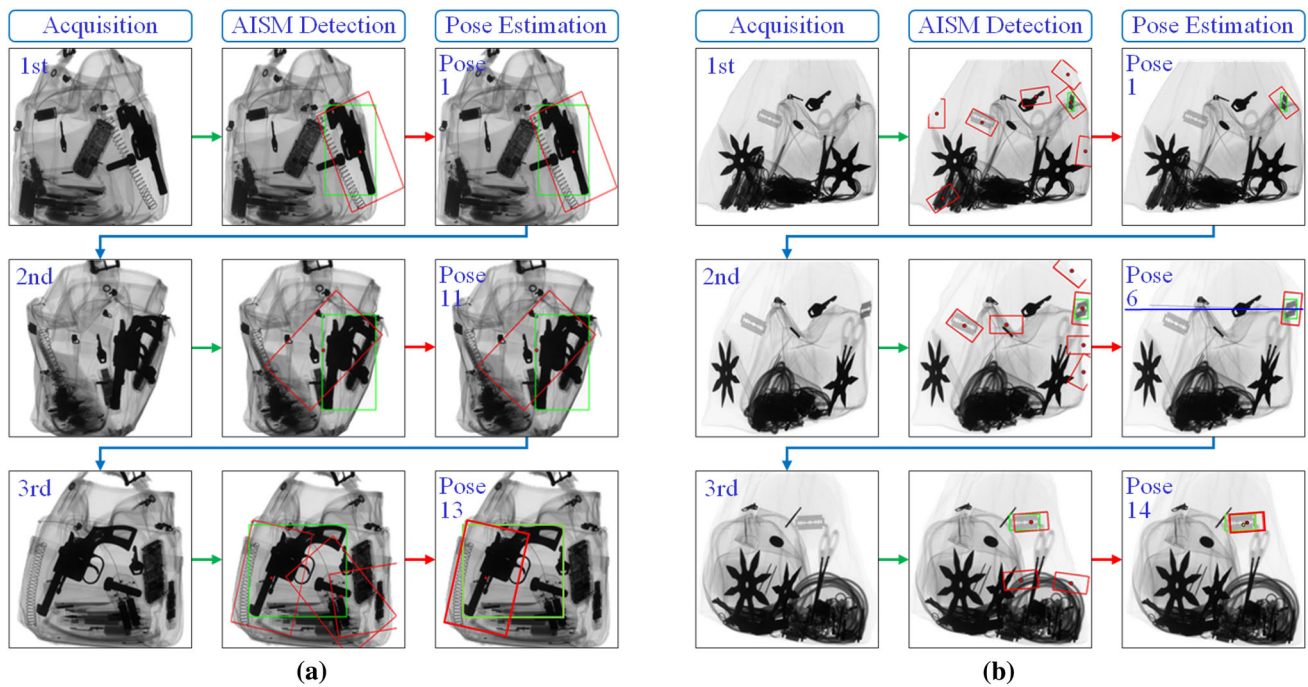 Acquisition
AISM Detection
Pose Estimation
1st
Pose
1
2nd
Pose
11
3rd
Pose
13
(a)
Acquisition
AISM Detection
Pose Estimation
1st
Pose
1
2nd
Pose
6
3rd
Pose
14
(b)